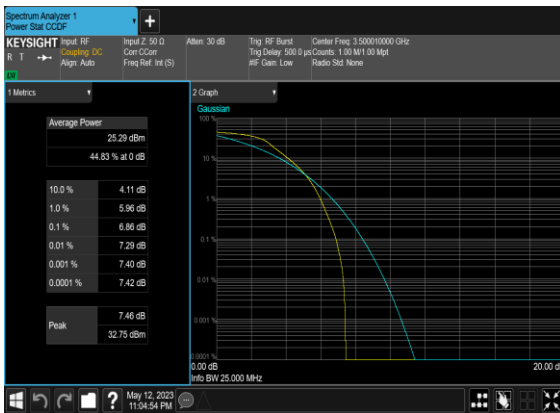 Spectrum Analyzer 1
Power Stat CCDF
KEYSIGHT
R T
LV
Input: RF
Coupling: DC
Align: Auto
Input Z: 50 Ω
Corr CCorr
Freq Ref: Int (S)
Atten: 30 dB
Trig: RF Burst
Trig Delay: 500.0 µs
#IF Gain: Low
Center Freq: 3.500010000 GHz
Counts: 1.00 M/1.00 Mpt
Radio Std: None
1 Metrics
Average Power
25.29 dBm
44.83 % at 0 dB
10.0 % 4.11 dB
1.0 % 5.96 dB
0.1 % 6.86 dB
0.01 % 7.29 dB
0.001 % 7.40 dB
0.0001 % 7.42 dB
Peak
7.46 dB
32.75 dBm
2 Graph
Gaussian
100 %
10 %
1 %
0.1 %
0.01 %
0.001 %
0.0001 %
0.00 dB 20.00 dB
Info BW 25.000 MHz
May 12, 2023
11:04:54 PM